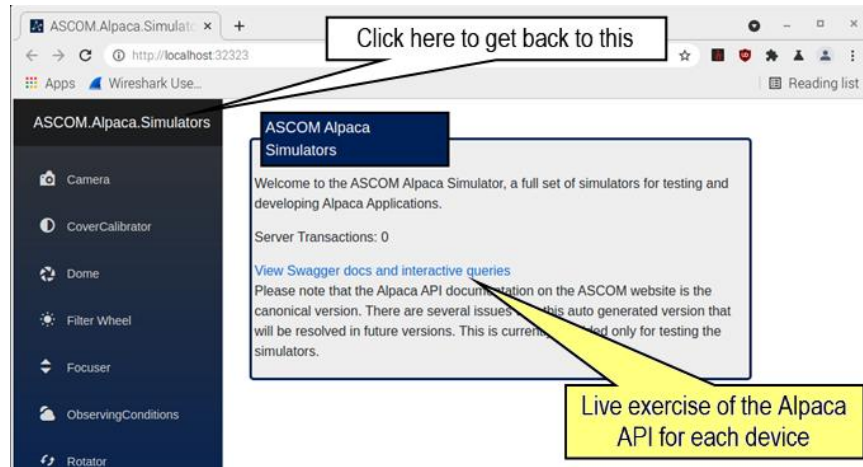 ASCOM.Alpaca.Simulat
http://localhost:32323
Click here to get back to this
Apps
Wireshark Use...
Reading list
ASCOM.Alpaca.Simulators
Camera
CoverCalibrator
Dome
Filter Wheel
Focuser
ObservingConditions
Rotator
ASCOM Alpaca
Simulators
Welcome to the ASCOM Alpaca Simulator, a full set of simulators for testing and
developing Alpaca Applications.
Server Transactions: 0
View Swagger docs and interactive queries
Please note that the Alpaca API documentation on the ASCOM website is the
canonical version. There are several issues this auto generated version that
will be resolved in future versions. This is currently only for testing the
simulators.
Live exercise of the Alpaca
API for each device